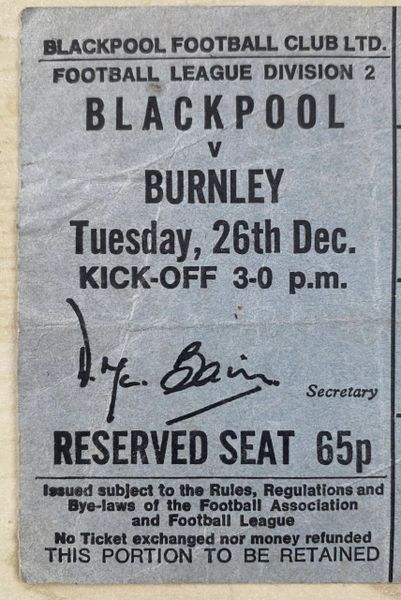 BLACKPOOL FOOTBALL CLUB LTD.
FOOTBALL LEAGUE DIVISION 2
BLACKPOOL
v
BURNLEY
Tuesday, 26th Dec.
KICK-OFF 3-0 p.m.
Secretary
RESERVED SEAT 65p
Issued subject to the Rules, Regulations and
Bye-laws of the Football Association
and Football League
No Ticket exchanged nor money refunded
THIS PORTION TO BE RETAINED